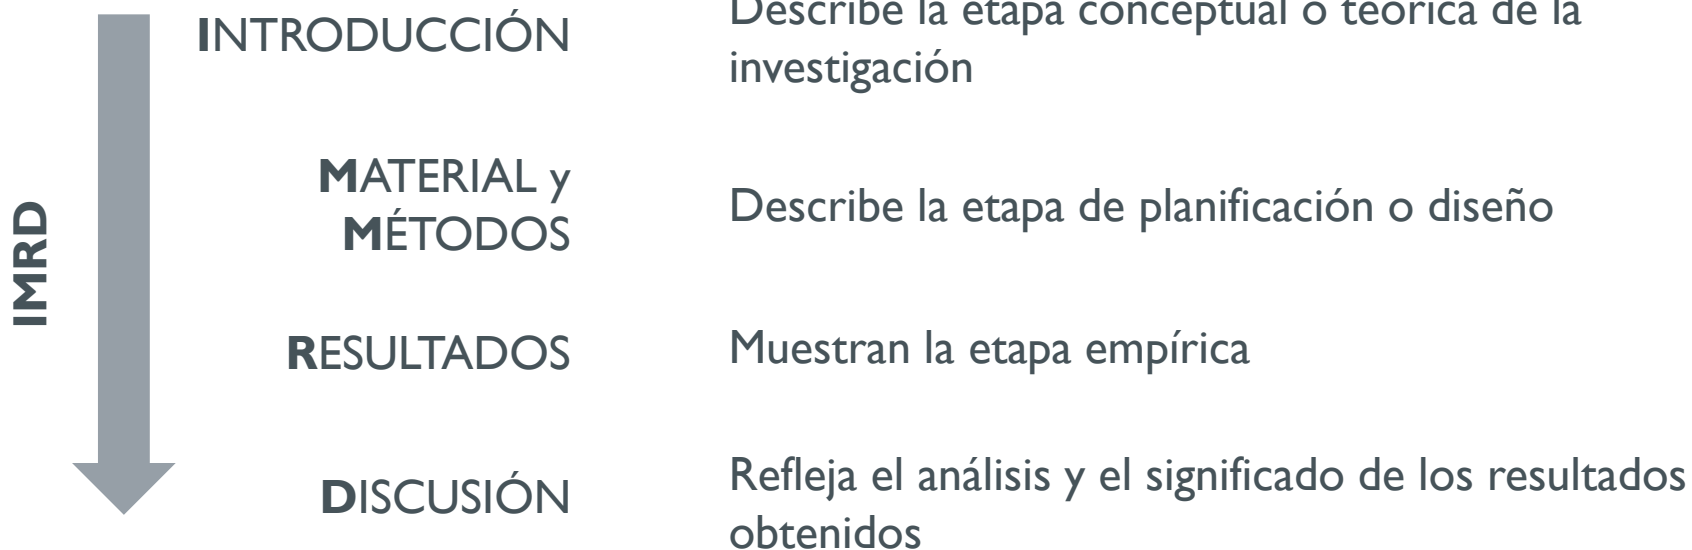 INTRODUCCIÓN
Describe la etapa conceptual o teórica de la
investigación
MATERIAL y
MÉTODOS
Describe la etapa de planificación o diseño
IMRD
RESULTADOS
Muestran la etapa empírica
DISCUSIÓN
Refleja el análisis y el significado de los resultados
obtenidos